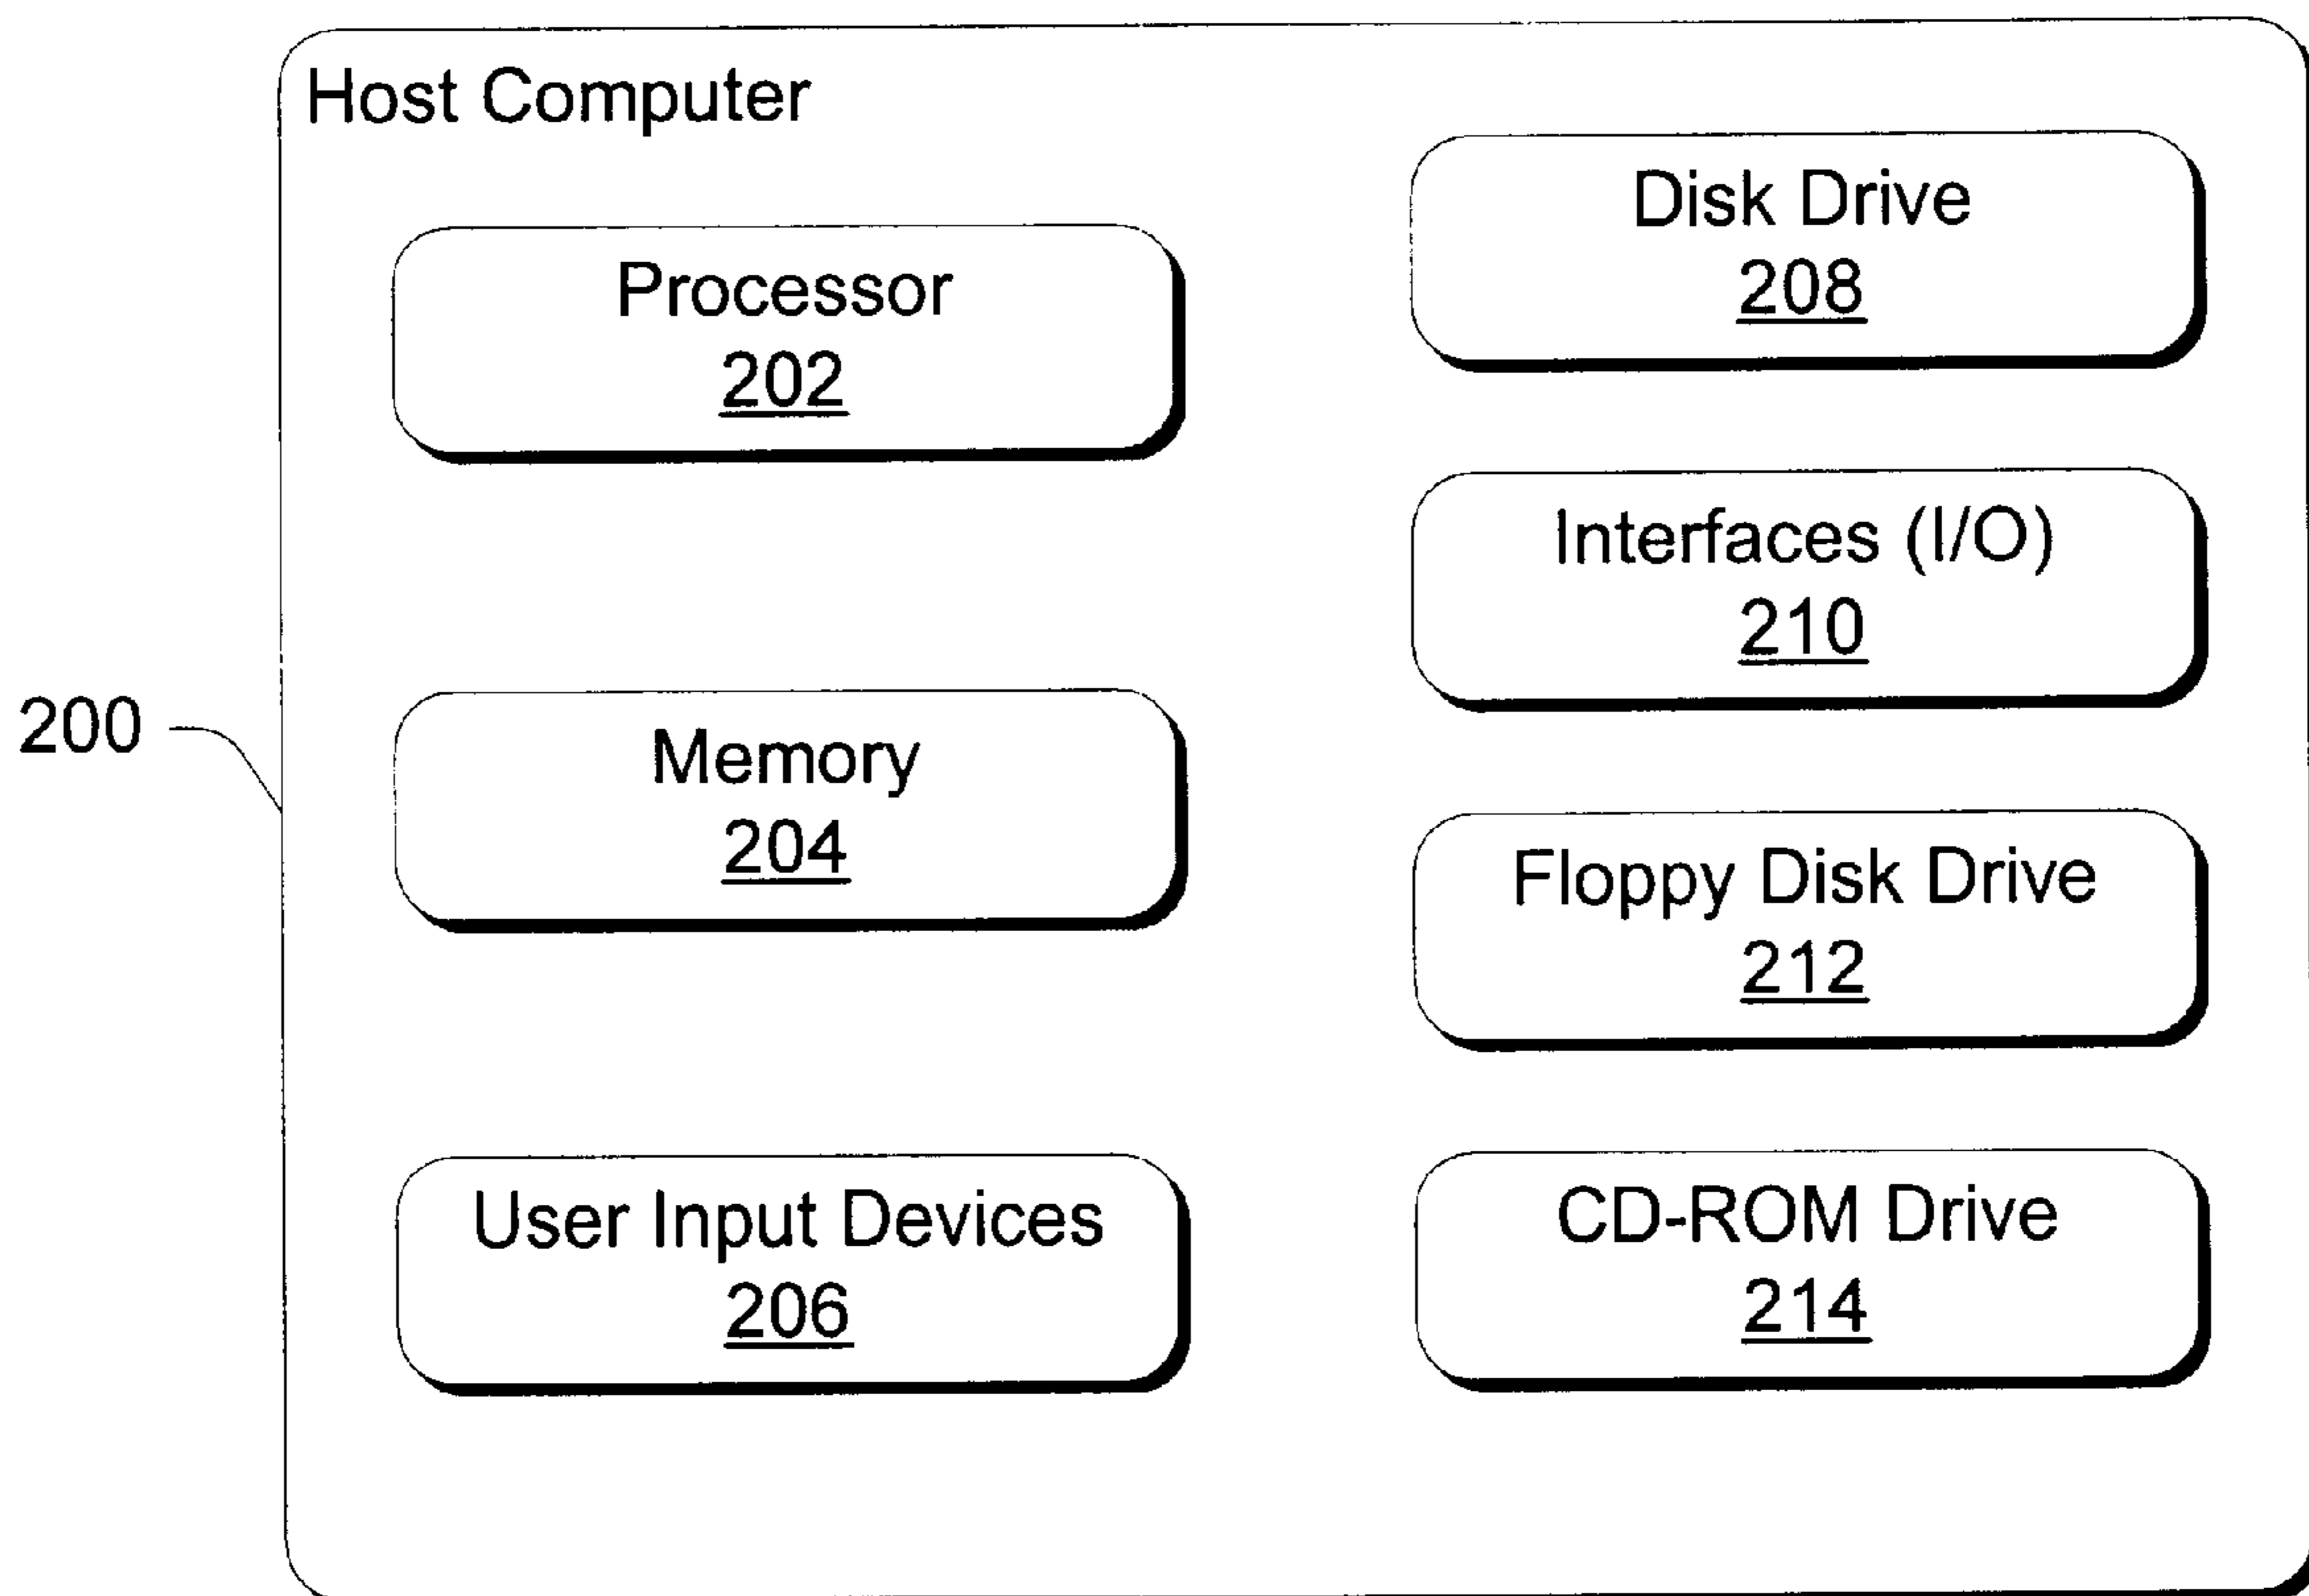 Host Computer
Processor
202
Memory
204
User Input Devices
206
Disk Drive
208
Interfaces (I/O)
210
Floppy Disk Drive
212
CD-ROM Drive
214
200